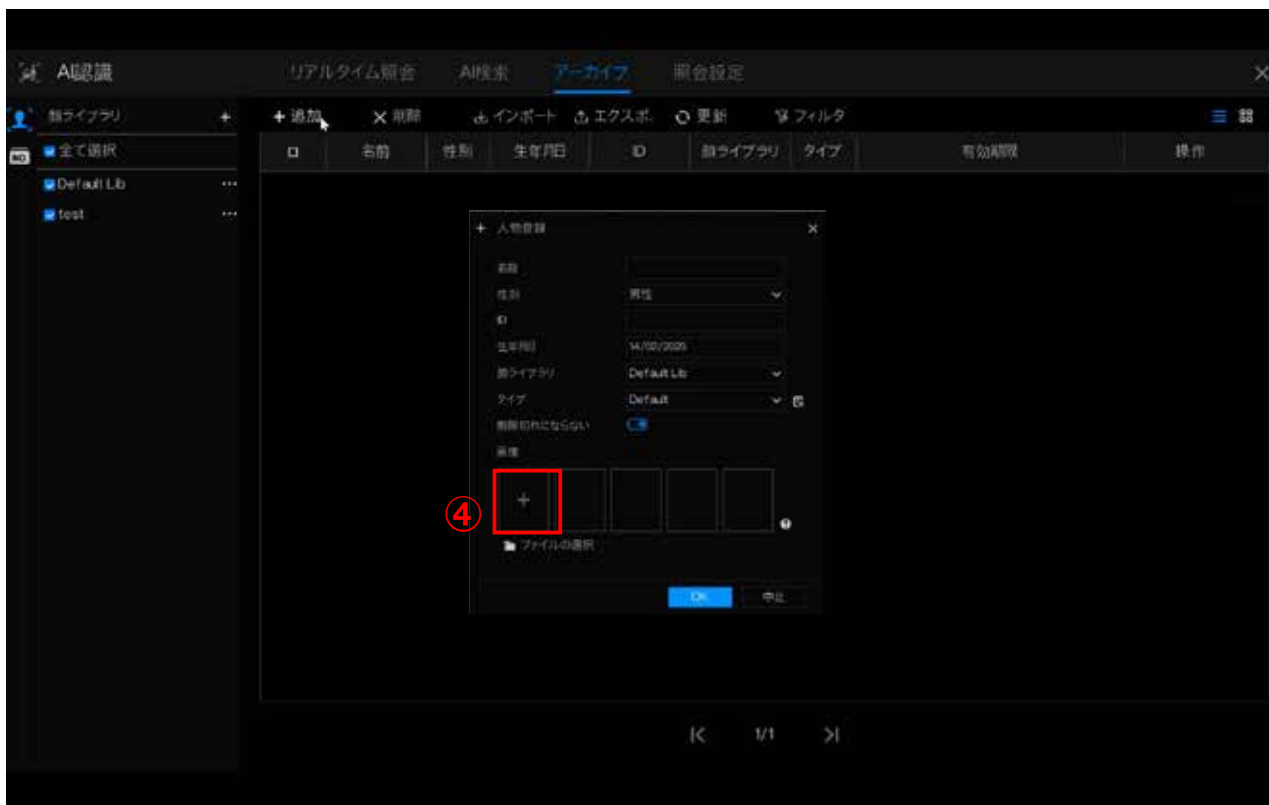 AI認識 リアルタイム照会 AI検索 アーカイブ 照会設定
顔ライブラリ + 追加 削除 インポート エクスポ.. 更新 フィルタ
全て選択 名前 性別 生年月日 ID 顔ライブラリ タイプ 有効期限 操作
NO
Default Lib ...
test ...
+ 人物登録
名前
性別 男性
ID
生年月日 14/02/2025
顔ライブラリ Default Lib
タイプ Default
期限切れにならない
画像
④ +
ファイルの選択
OK 中止
1/1